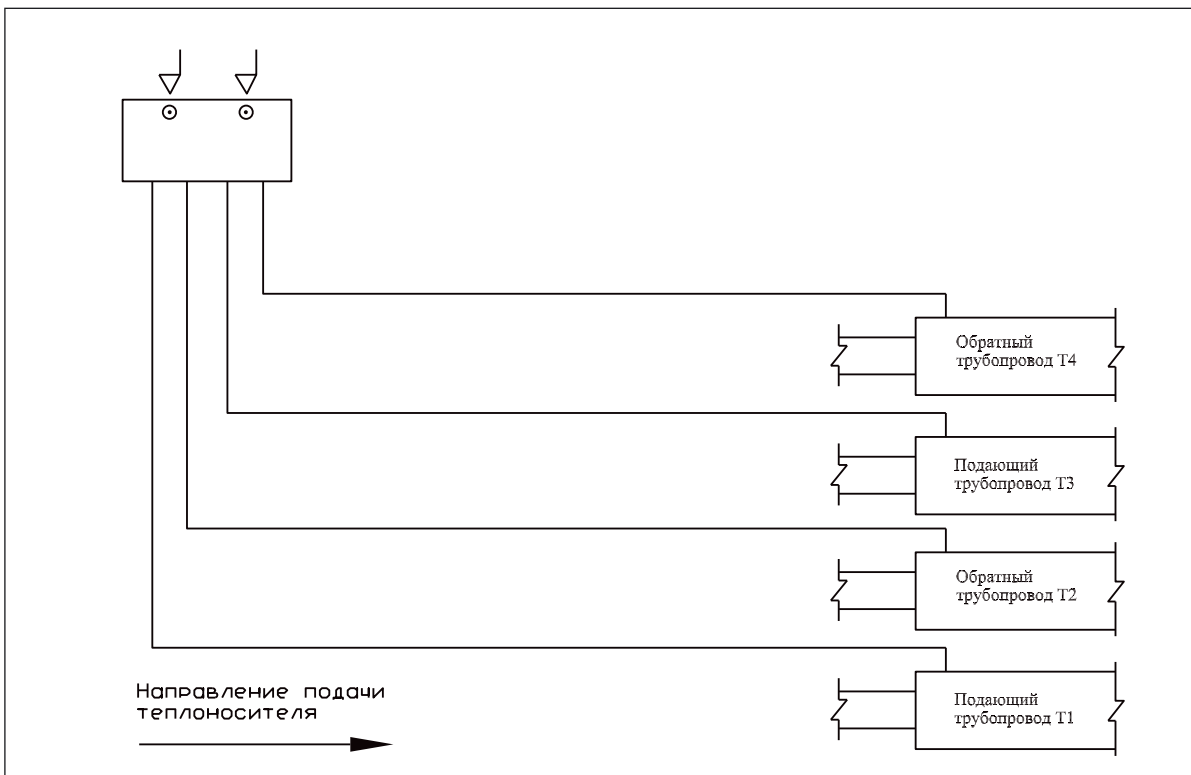 Обратный
трубопровод Т4
Подающий
трубопровод Т3
Обратный
трубопровод Т2
Подающий
трубопровод Т1
Направление подачи
теплоносителя